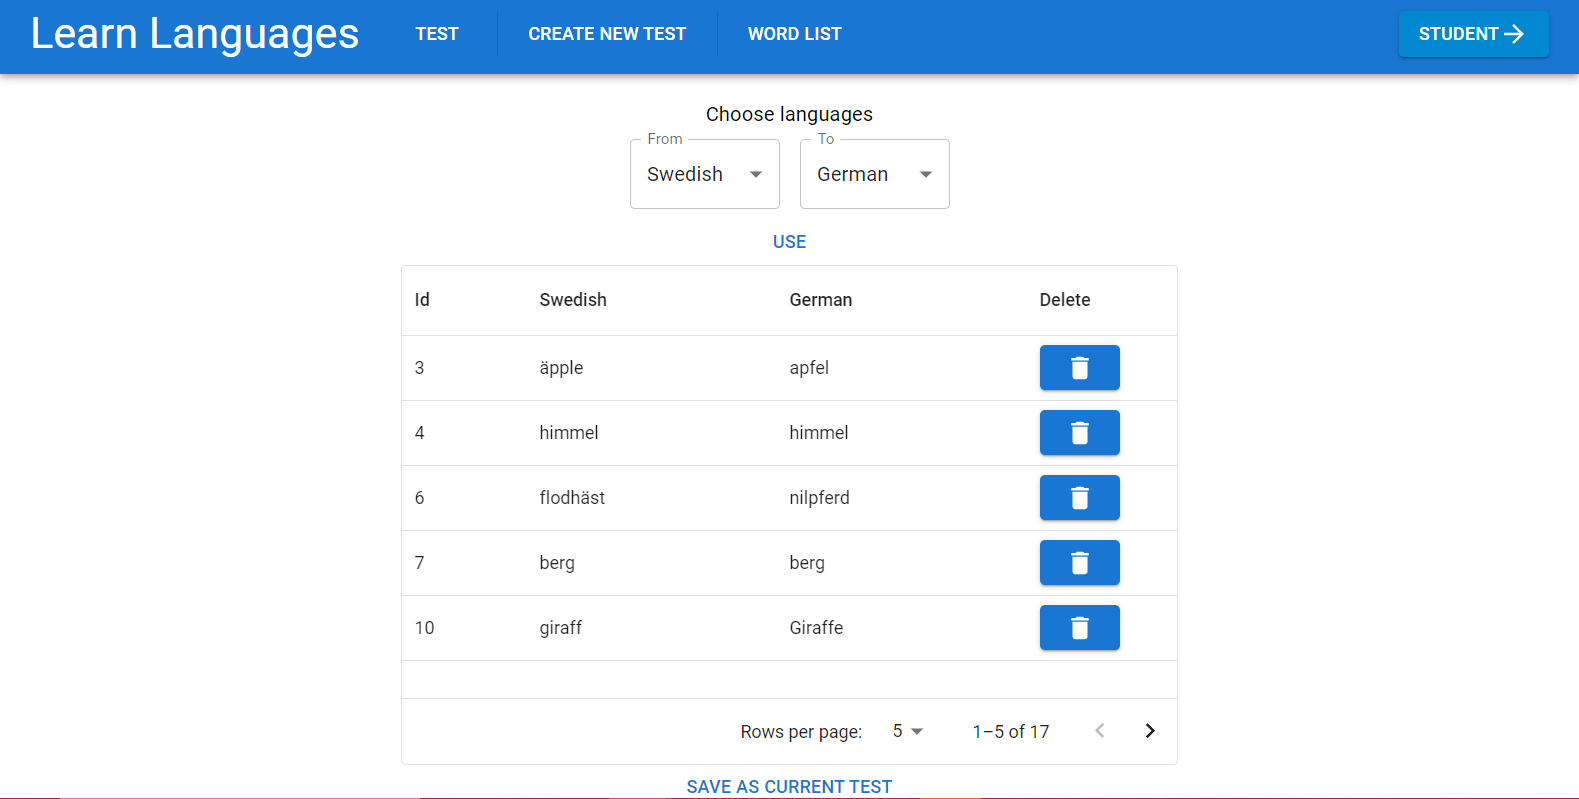 Learn Languages TEST CREATE NEW TEST WORD LIST STUDENT
Choose languages
From To
Swedish German
USE
Id Swedish German Delete
3 äpple apfel
4 himmel himmel
6 flodhäst nilpferd
7 berg berg
10 giraff Giraffe
Rows per page: 5 1–5 of 17
SAVE AS CURRENT TEST